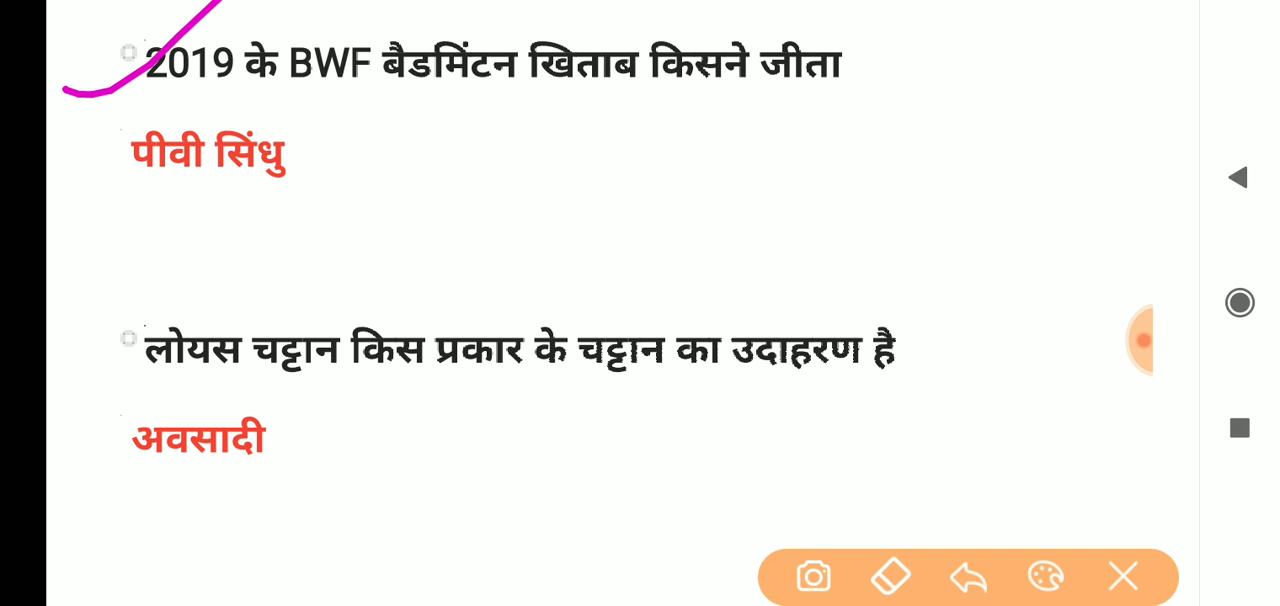 2019 के BWF बैडमिंटन खिताब किसने जीता
पीवी सिंधु
लोयस चट्टान किस प्रकार के चट्टान का उदाहरण है
अवसादी